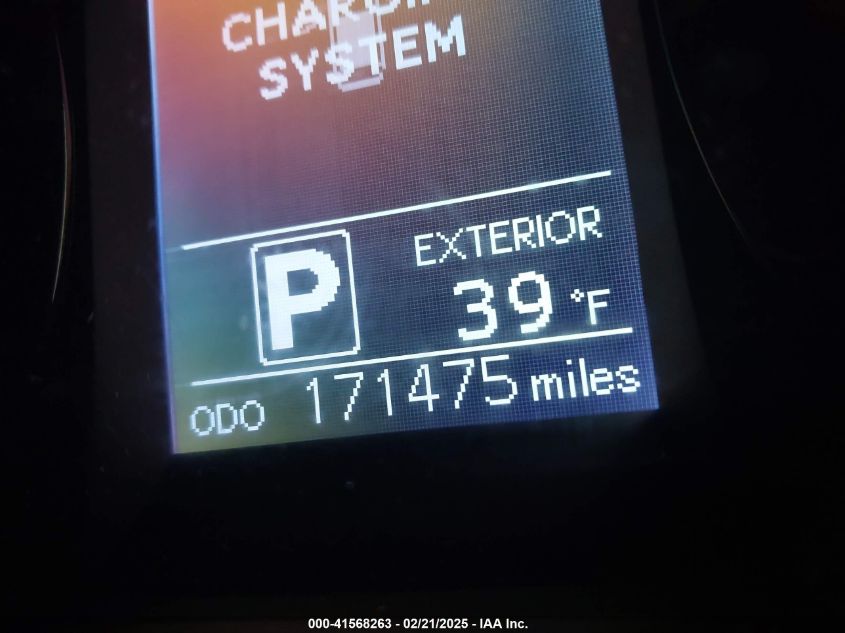 SYSTEM
P
EXTERIOR
39 °F
ODO 171475 miles
000-41568263 - 02/21/2025 - IAA Inc.